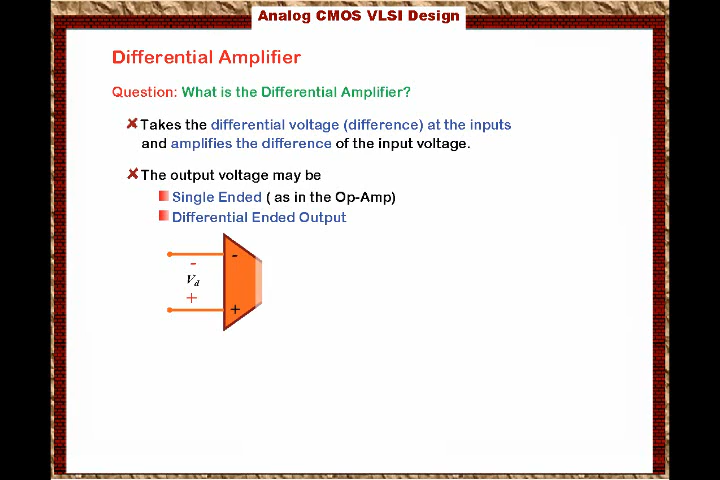 Analog CMOS VLSI Design
Differential Amplifier
Question: What is the Differential Amplifier?
Takes the differential voltage (difference) at the inputs
and amplifies the difference of the input voltage.
The output voltage may be
Single Ended ( as in the Op-Amp)
Differential Ended Output
-
-
Vd
+
+